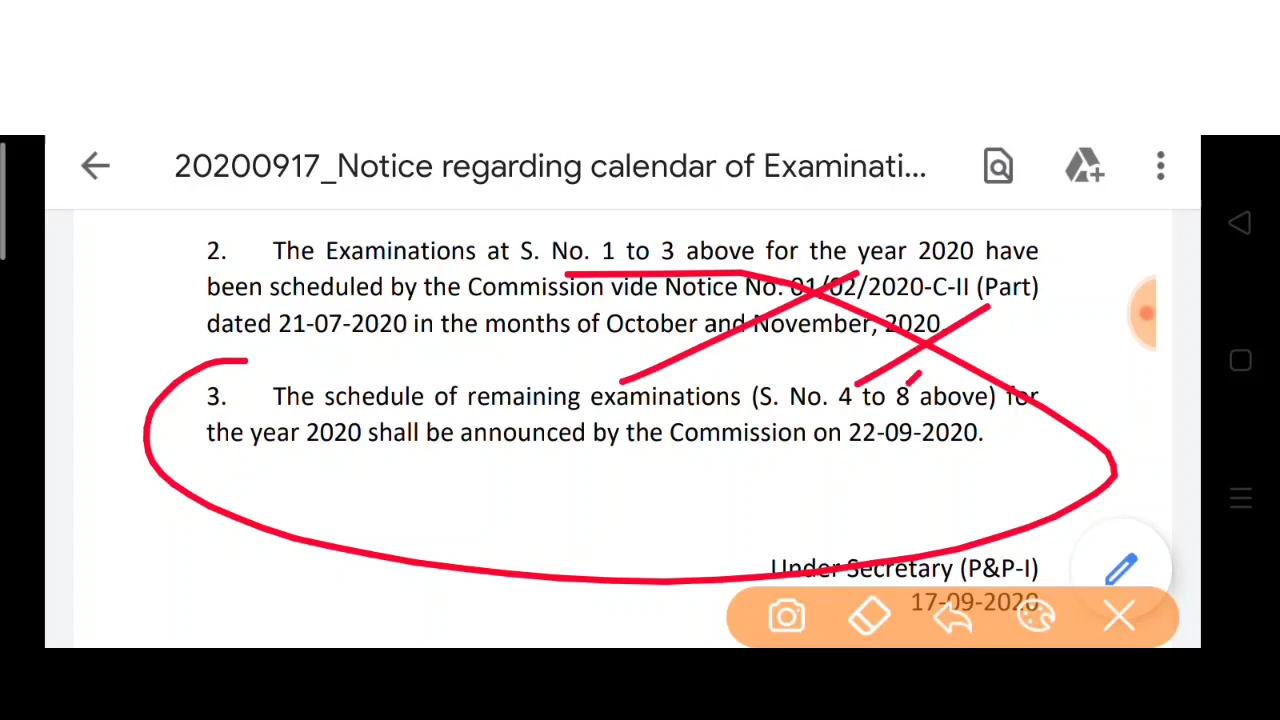 20200917_Notice regarding calendar of Examinati...
2. The Examinations at S. No. 1 to 3 above for the year 2020 have
been scheduled by the Commission vide Notice No. 01/02/2020-C-II (Part)
dated 21-07-2020 in the months of October and November, 2020.
3. The schedule of remaining examinations (S. No. 4 to 8 above) for
the year 2020 shall be announced by the Commission on 22-09-2020.
Under Secretary (P&P-I)
17-09-2020